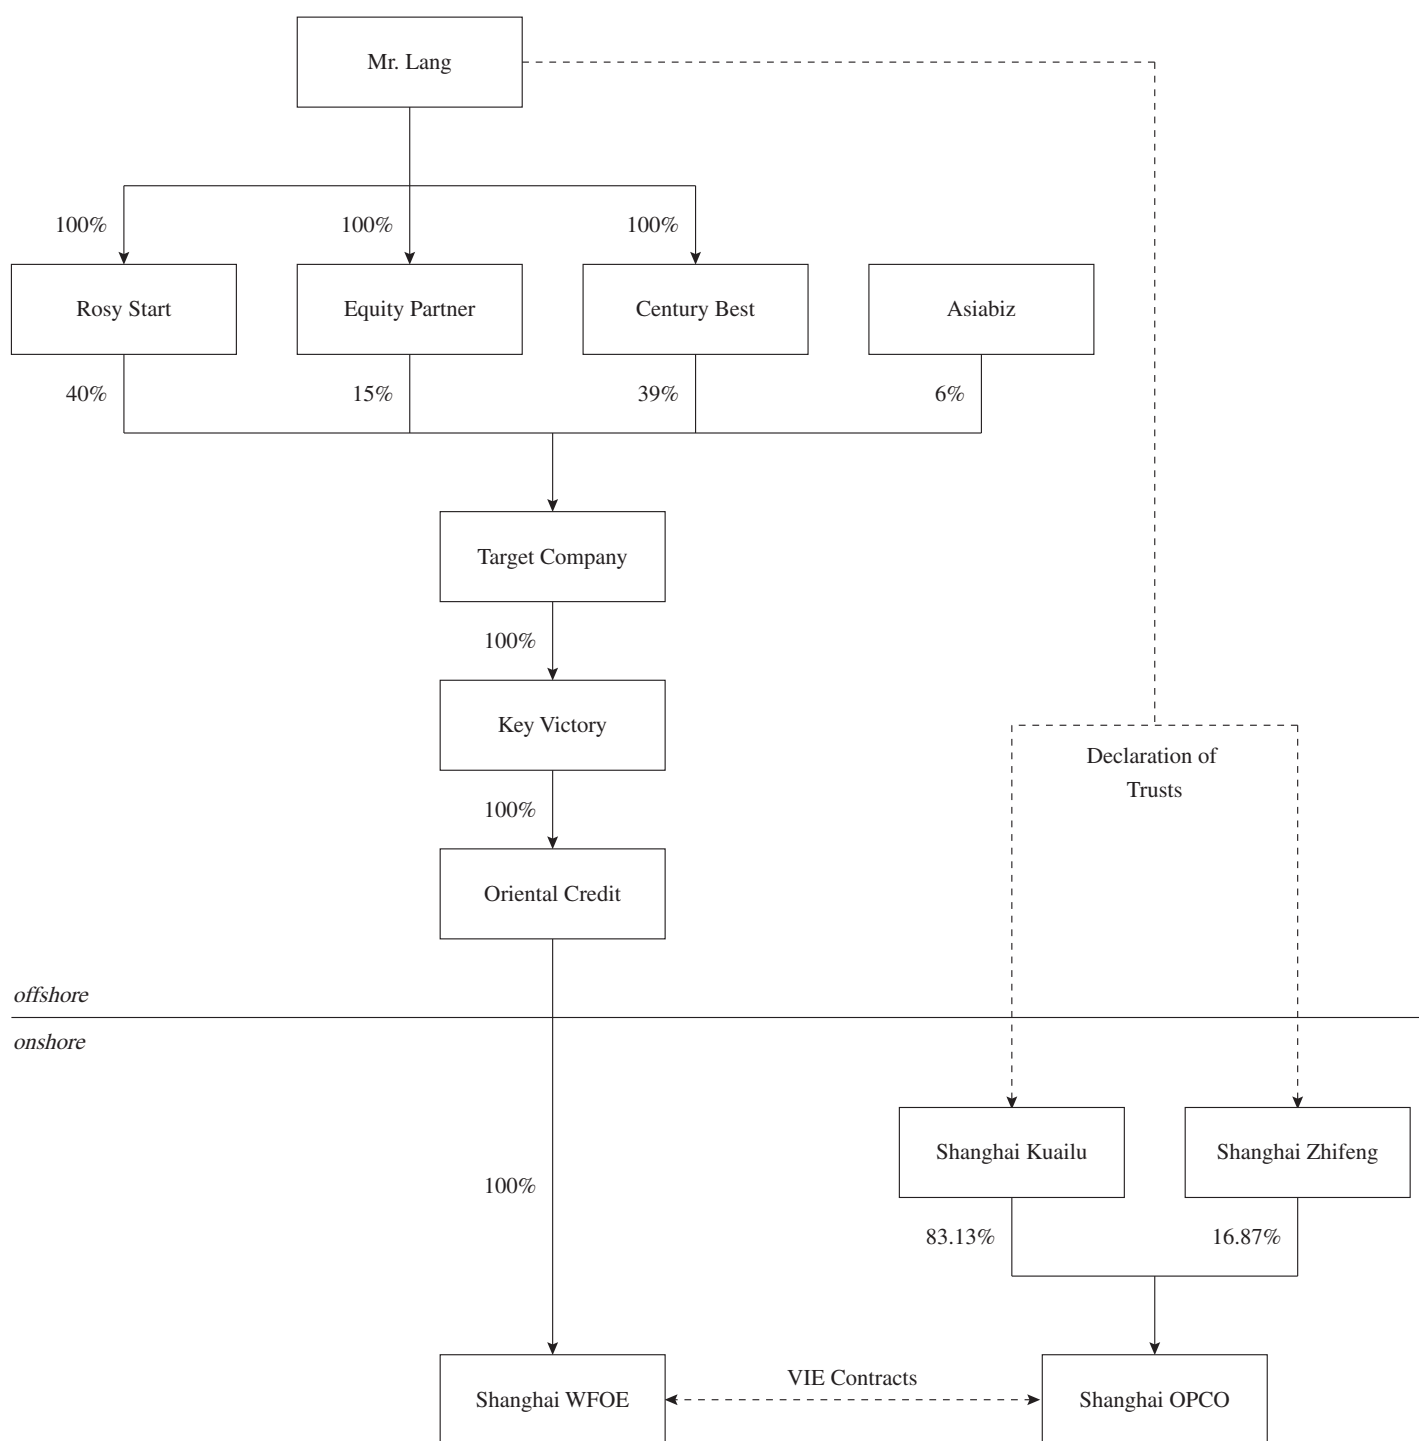 Mr. Lang
100%
100%
100%
Rosy Start
Equity Partner
Century Best
Asiabiz
40%
15%
39%
6%
Target Company
100%
Key Victory
Declaration of
Trusts
100%
Oriental Credit
offshore
onshore
Shanghai Kuailu
Shanghai Zhifeng
100%
83.13%
16.87%
VIE Contracts
Shanghai WFOE
Shanghai OPCO